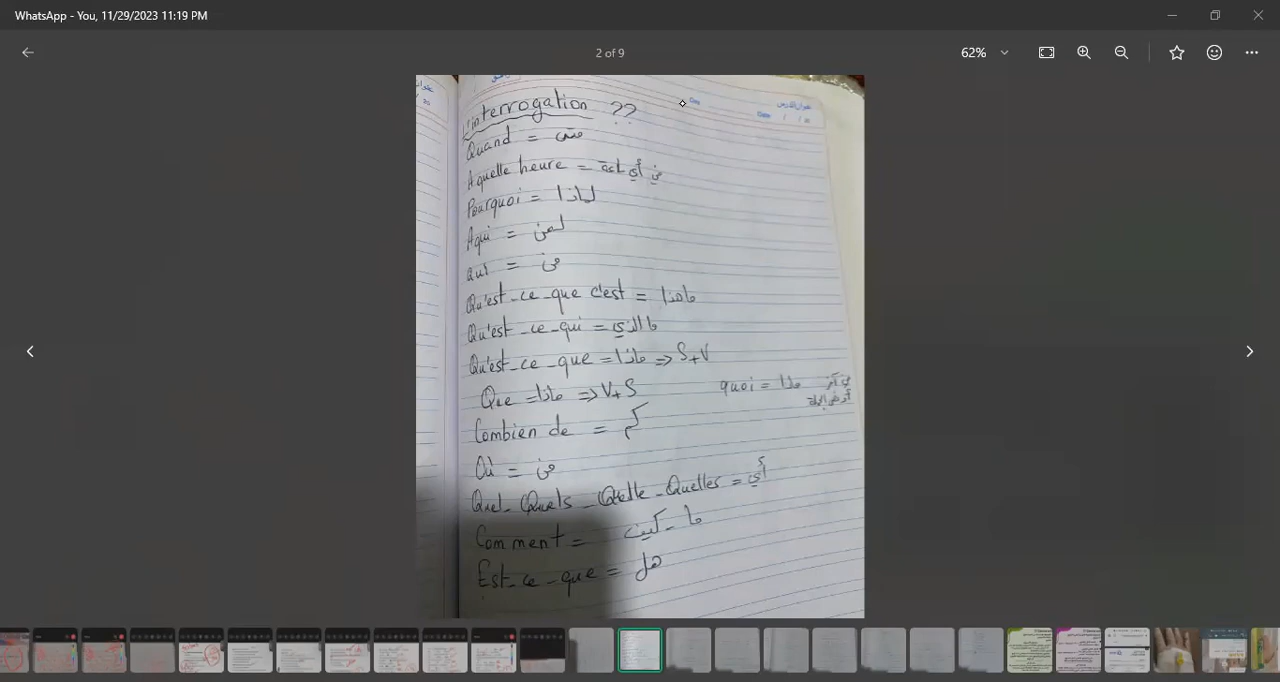 WhatsApp - You, 11/29/2023 11:19 PM
2 of 9
62%
L'interrogation ??
Quand = متى
A quelle heure = في أي ساعة
Pourquoi = لماذا
A qui = لمن
Qui = من
Qu'est-ce-que c'est = ماهذا
Qu'est-ce-qui = ما الذي
Qu'est-ce-que = ماذا => S+V
Que = ماذا => V+S
quoi = ماذا
Combien de = كم
Où = من
Quel - Quels - Quelle - Quelles = أي
Comment = ما - كيف
Est-ce-que = هل